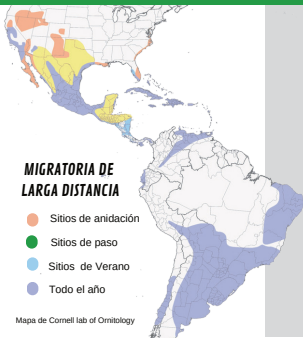 MIGRATORIA DE
LARGA DISTANCIA
Sitios de anidación
Sitios de paso
Sitios de Verano
Todo el año
Mapa de Cornell lab of Ornitology